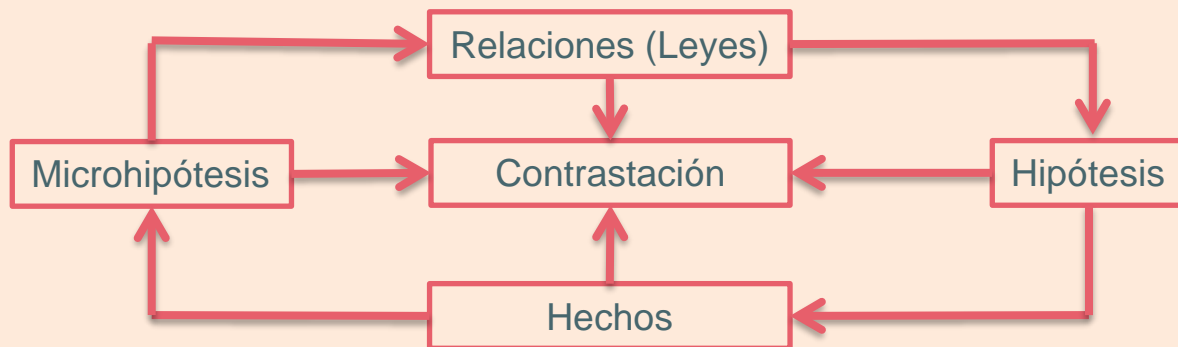 Relaciones (Leyes)
Microhipótesis
Contrastación
Hipótesis
Hechos